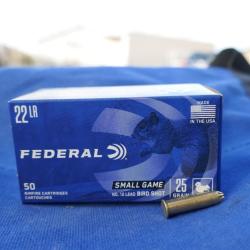 22 LR
MADE
IN THE USA
FEDERAL
50
RIMFIRE CARTRIDGES
CARTOUCHES
SMALL GAME
NO. 12 LEAD BIRD SHOT
25
GRAIN